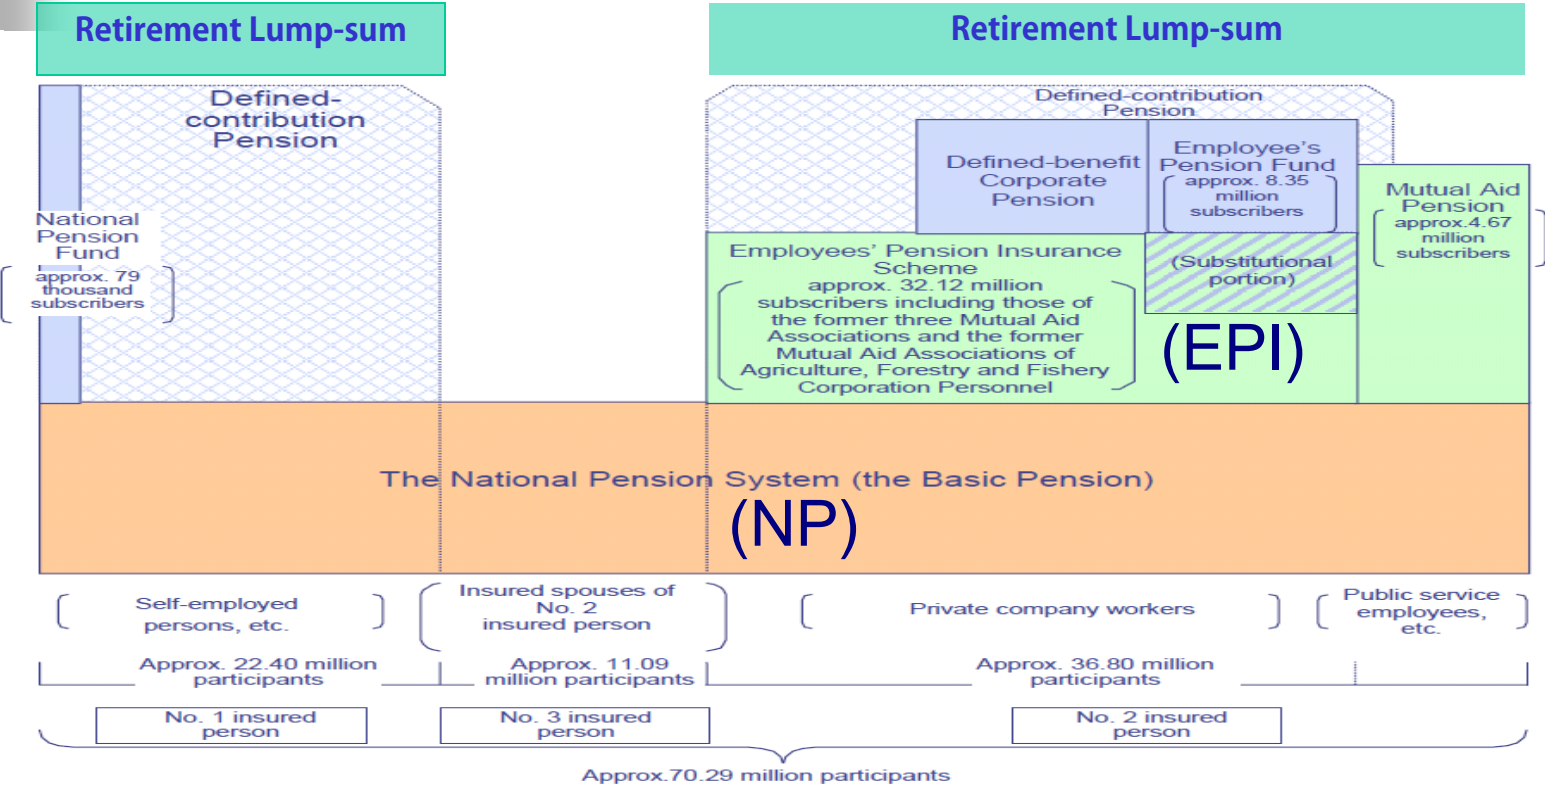 Retirement Lump-sum
Retirement Lump-sum
Defined-
contribution
Pension
National
Pension
Fund
approx. 79
thousand
subscribers
Defined-contribution
Pension
Defined-benefit
Corporate
Pension
Employee's
Pension Fund
approx. 8.35
million
subscribers
Mutual Aid
Pension
approx.4.67
million
subscribers
Employees' Pension Insurance
Scheme
approx. 32.12 million
subscribers including those of
the former three Mutual Aid
Associations and the former
Mutual Aid Associations of
Agriculture, Forestry and Fishery
Corporation Personnel
(Substitutional
portion)
(EPI)
The National Pension System (the Basic Pension)
(NP)
Self-employed
persons, etc.
Insured spouses of
No. 2
insured person
Private company workers
Public service
employees,
etc.
Approx. 22.40 million
participants
Approx. 11.09
million participants
Approx. 36.80 million
participants
No. 1 insured
person
No. 3 insured
person
No. 2 insured
person
Approx.70.29 million participants